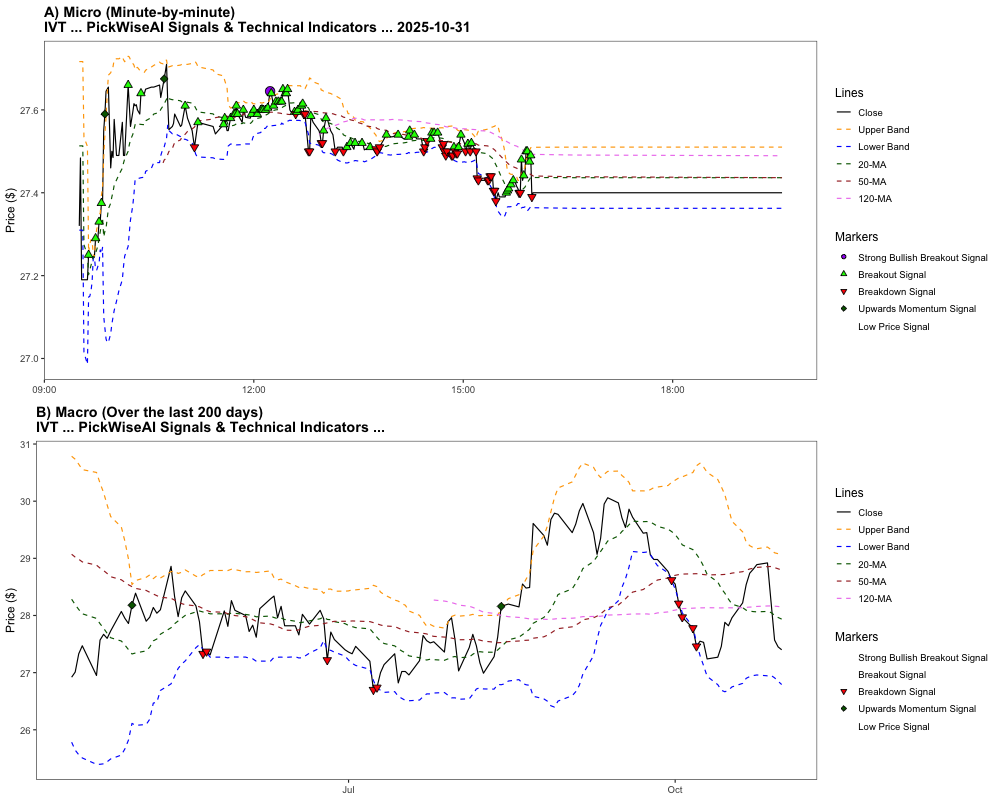 A) Micro (Minute-by-minute)
IVT ... PickWiseAI Signals & Technical Indicators ... 2025-10-31
Price ($)
27.6
27.4
27.2
27.0
09:00
12:00
15:00
18:00
Lines
Close
Upper Band
Lower Band
20-MA
50-MA
120-MA
Markers
Strong Bullish Breakout Signal
Breakout Signal
Breakdown Signal
Upwards Momentum Signal
Low Price Signal
B) Macro (Over the last 200 days)
IVT ... PickWiseAI Signals & Technical Indicators ...
Price ($)
31
30
29
28
27
26
Jul
Oct
Lines
Close
Upper Band
Lower Band
20-MA
50-MA
120-MA
Markers
Strong Bullish Breakout Signal
Breakout Signal
Breakdown Signal
Upwards Momentum Signal
Low Price Signal